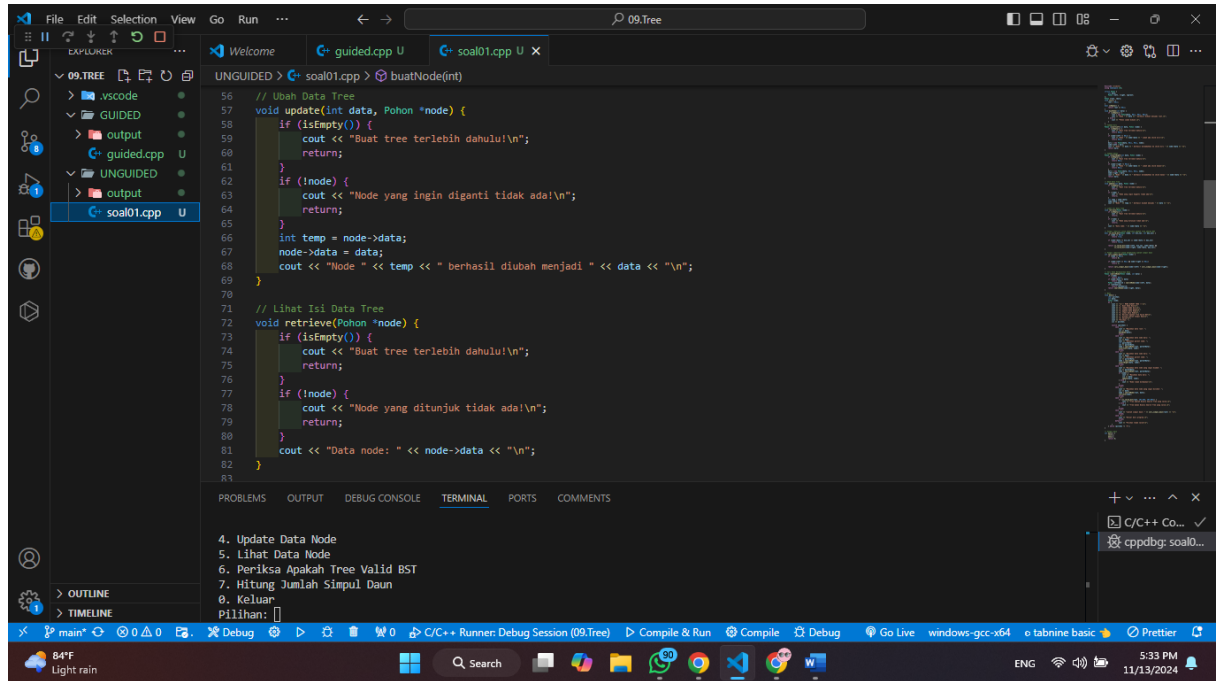 File Edit Selection View Go Run ··· 09.Tree
EXPLORER ···
Welcome guided.cpp U soal01.cpp U
09.TREE
UNGUIDED > soal01.cpp > buatNode(int)
.vscode
GUIDED
output
guided.cpp U
UNGUIDED
output
soal01.cpp U
56 // Ubah Data Tree
57 void update(int data, Pohon *node) {
58 if (isEmpty()) {
59 cout << "Buat tree terlebih dahulu!\n";
60 return;
61 }
62 if (!node) {
63 cout << "Node yang ingin diganti tidak ada!\n";
64 return;
65 }
66 int temp = node->data;
67 node->data = data;
68 cout << "Node " << temp << " berhasil diubah menjadi " << data << "\n";
69 }
70
71 // Lihat Isi Data Tree
72 void retrieve(Pohon *node) {
73 if (isEmpty()) {
74 cout << "Buat tree terlebih dahulu!\n";
75 return;
76 }
77 if (!node) {
78 cout << "Node yang ditunjuk tidak ada!\n";
79 return;
80 }
81 cout << "Data node: " << node->data << "\n";
82 }
83
PROBLEMS OUTPUT DEBUG CONSOLE TERMINAL PORTS COMMENTS
C/C++ Co...
cppdbg: soal0...
4. Update Data Node
5. Lihat Data Node
6. Periksa Apakah Tree Valid BST
7. Hitung Jumlah Simpul Daun
0. Keluar
Pilihan:
OUTLINE
TIMELINE
main* 0 0 Debug 0 C/C++ Runner: Debug Session (09.Tree) Compile & Run Compile Debug Go Live windows-gcc-x64 tabnine basic Prettier
84°F
Light rain
Search
90
ENG
5:33 PM
11/13/2024